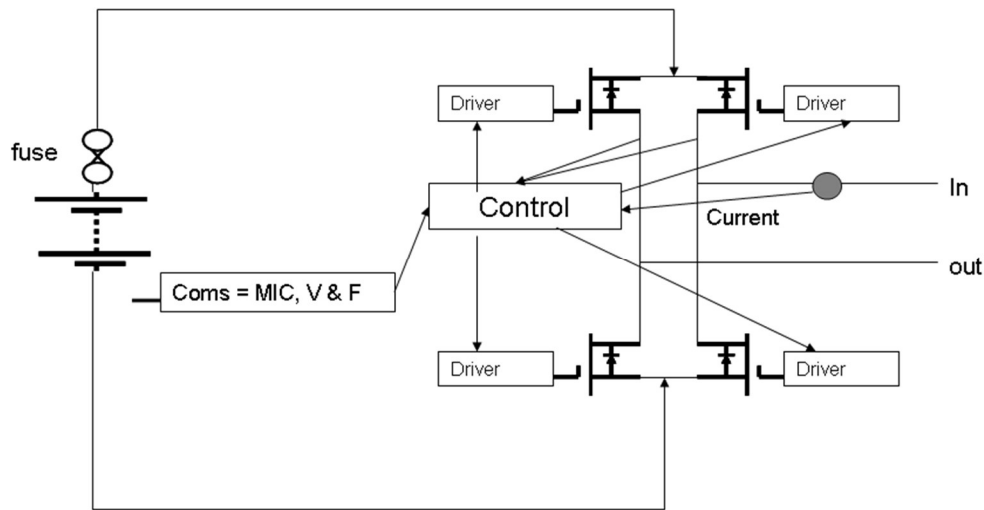 Driver
Driver
fuse
Control
In
Current
out
Coms = MIC, V & F
Driver
Driver